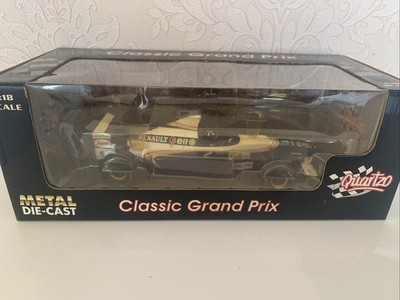 Classic Grand Prix
1:18
SCALE
RENAULT elf
METAL
DIE-CAST
Classic Grand Prix
Quartzo